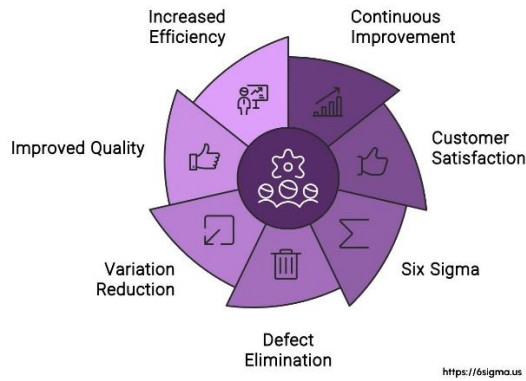 Increased
Efficiency
Continuous
Improvement
Improved Quality
Customer
Satisfaction
Variation
Reduction
Six Sigma
Defect
Elimination
https://6sigma.us